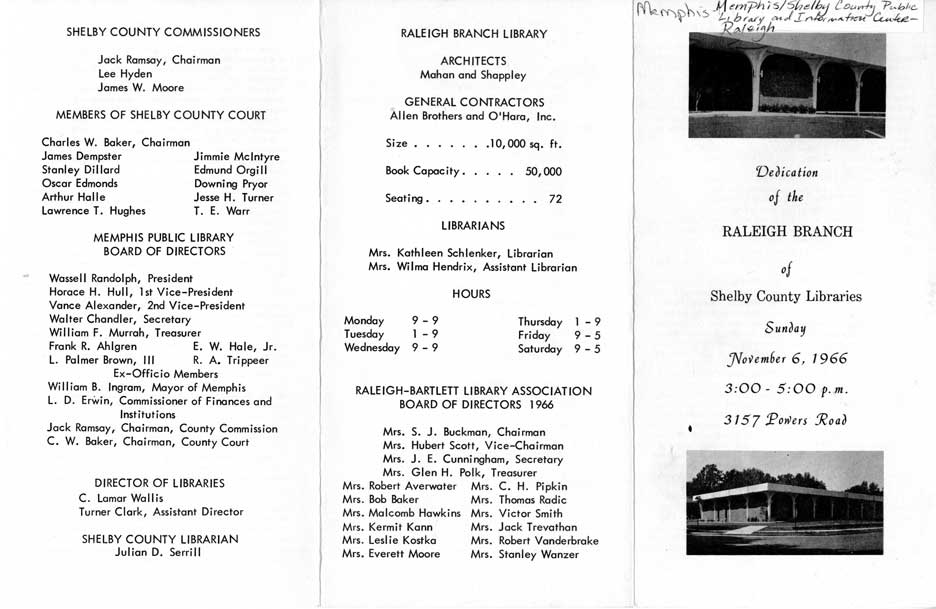 SHELBY COUNTY COMMISSIONERS
Jack Ramsay, Chairman
Lee Hyden
James W. Moore
MEMBERS OF SHELBY COUNTY COURT
Charles W. Baker, Chairman
James Dempster Jimmie McIntyre
Stanley Dillard Edmund Orgill
Oscar Edmonds Downing Pryor
Arthur Halle Jesse H. Turner
Lawrence T. Hughes T. E. Warr
MEMPHIS PUBLIC LIBRARY
BOARD OF DIRECTORS
Wassell Randolph, President
Horace H. Hull, 1st Vice-President
Vance Alexander, 2nd Vice-President
Walter Chandler, Secretary
William F. Murrah, Treasurer
Frank R. Ahlgren E. W. Hale, Jr.
L. Palmer Brown, III R. A. Trippeer
Ex-Officio Members
William B. Ingram, Mayor of Memphis
L. D. Erwin, Commissioner of Finances and
Institutions
Jack Ramsay, Chairman, County Commission
C. W. Baker, Chairman, County Court
DIRECTOR OF LIBRARIES
C. Lamar Wallis
Turner Clark, Assistant Director
SHELBY COUNTY LIBRARIAN
Julian D. Serrill
RALEIGH BRANCH LIBRARY
ARCHITECTS
Mahan and Shappley
GENERAL CONTRACTORS
Allen Brothers and O'Hara, Inc.
Size . . . . . . .10,000 sq. ft.
Book Capacity. . . . . 50,000
Seating. . . . . . . . . . 72
LIBRARIANS
Mrs. Kathleen Schlenker, Librarian
Mrs. Wilma Hendrix, Assistant Librarian
HOURS
Monday 9 - 9 Thursday 1 - 9
Tuesday 1 - 9 Friday 9 - 5
Wednesday 9 - 9 Saturday 9 - 5
RALEIGH-BARTLETT LIBRARY ASSOCIATION
BOARD OF DIRECTORS 1966
Mrs. S. J. Buckman, Chairman
Mrs. Hubert Scott, Vice-Chairman
Mrs. J. E. Cunningham, Secretary
Mrs. Glen H. Polk, Treasurer
Mrs. Robert Averwater Mrs. C. H. Pipkin
Mrs. Bob Baker Mrs. Thomas Radic
Mrs. Malcomb Hawkins Mrs. Victor Smith
Mrs. Kermit Kann Mrs. Jack Trevathan
Mrs. Leslie Kostka Mrs. Robert Vanderbrake
Mrs. Everett Moore Mrs. Stanley Wanzer
Memphis Memphis/Shelby County Public
Library and Information Center-
Raleigh
Dedication
of the
RALEIGH BRANCH
of
Shelby County Libraries
Sunday
November 6, 1966
3:00 - 5:00 p.m.
3157 Powers Road